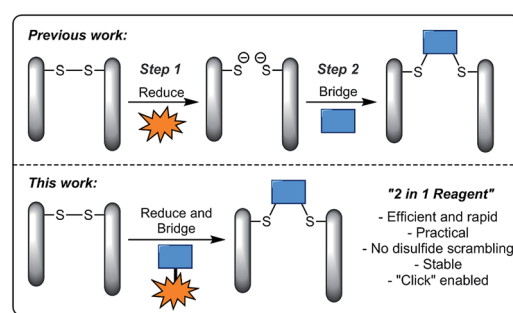 Previous work:
S—S
Step 1
Reduce
⊖ ⊖
S S
Step 2
Bridge
S S
This work:
S—S
Reduce and
Bridge
S S
"2 in 1 Reagent"
- Efficient and rapid
- Practical
- No disulfide scrambling
- Stable
- "Click" enabled